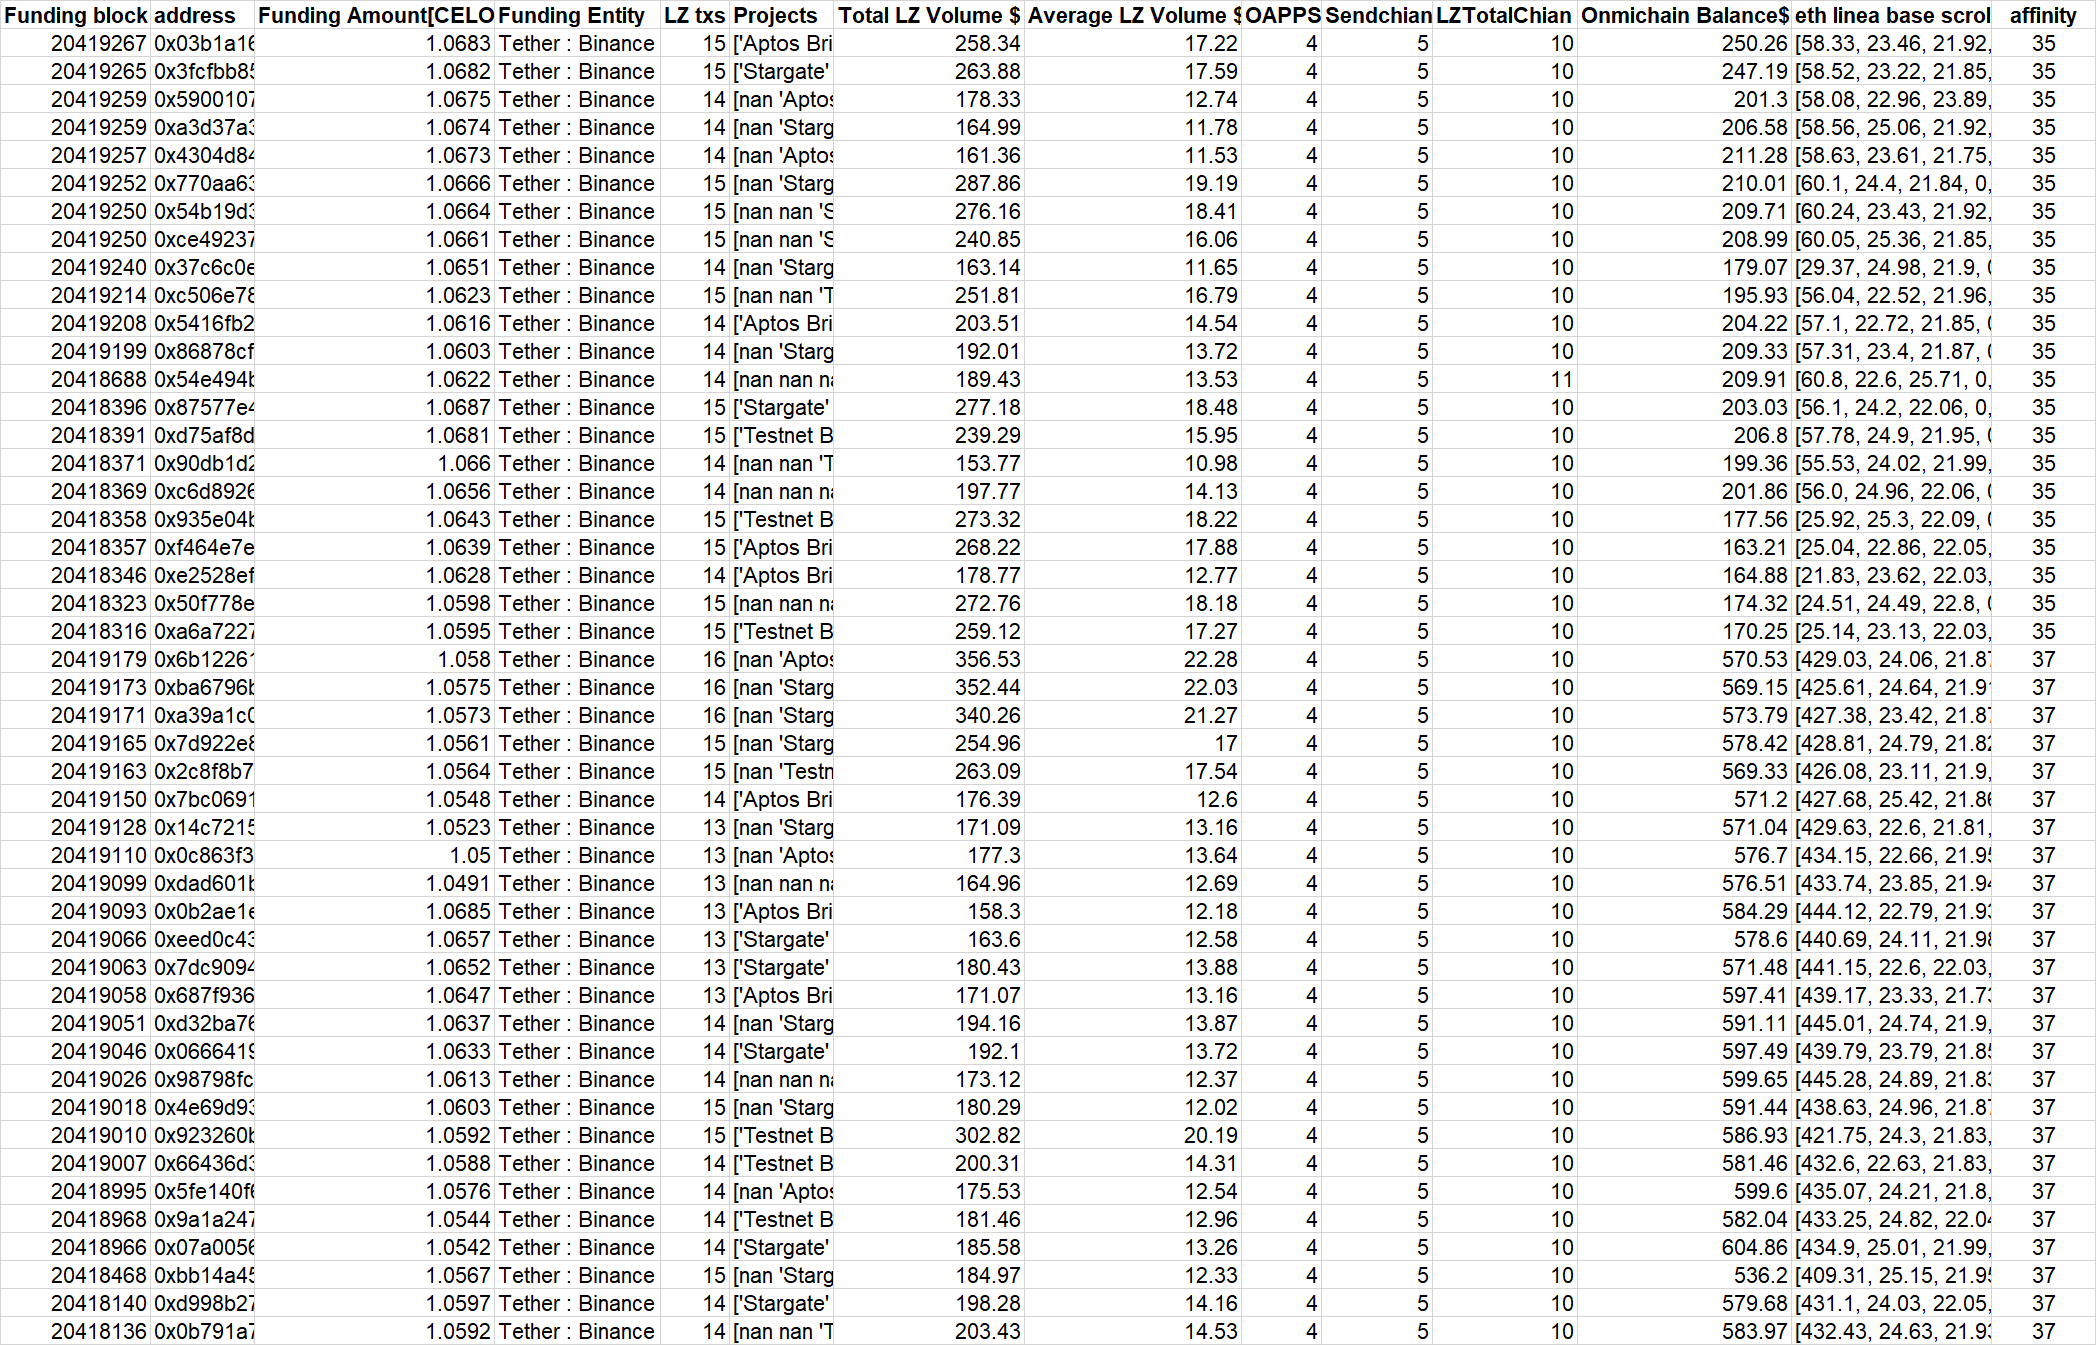 Funding block address Funding Amount[CELO Funding Entity LZ txs Projects Total LZ Volume $ Average LZ Volume $ OAPPS Sendchian LZTotalChian Onmichain Balance$ eth linea base scrol affinity
20419267 0x03b1a16 1.0683 Tether : Binance 15 ['Aptos Bri 258.34 17.22 4 5 10 250.26 [58.33, 23.46, 21.92, 35
20419265 0x3fcfbb85 1.0682 Tether : Binance 15 ['Stargate' 263.88 17.59 4 5 10 247.19 [58.52, 23.22, 21.85, 35
20419259 0x5900107 1.0675 Tether : Binance 14 [nan 'Aptos 178.33 12.74 4 5 10 201.3 [58.08, 22.96, 23.89, 35
20419259 0xa3d37a3 1.0674 Tether : Binance 14 [nan 'Starg 164.99 11.78 4 5 10 206.58 [58.56, 25.06, 21.92, 35
20419257 0x4304d84 1.0673 Tether : Binance 14 [nan 'Aptos 161.36 11.53 4 5 10 211.28 [58.63, 23.61, 21.75, 35
20419252 0x770aa63 1.0666 Tether : Binance 15 [nan 'Starg 287.86 19.19 4 5 10 210.01 [60.1, 24.4, 21.84, 0, 35
20419250 0x54b19d3 1.0664 Tether : Binance 15 [nan nan 'S 276.16 18.41 4 5 10 209.71 [60.24, 23.43, 21.92, 35
20419250 0xce49237 1.0661 Tether : Binance 15 [nan nan 'S 240.85 16.06 4 5 10 208.99 [60.05, 25.36, 21.85, 35
20419240 0x37c6c0e 1.0651 Tether : Binance 14 [nan 'Starg 163.14 11.65 4 5 10 179.07 [29.37, 24.98, 21.9, 0 35
20419214 0xc506e78 1.0623 Tether : Binance 15 [nan nan 'T 251.81 16.79 4 5 10 195.93 [56.04, 22.52, 21.96, 35
20419208 0x5416fb2 1.0616 Tether : Binance 14 ['Aptos Bri 203.51 14.54 4 5 10 204.22 [57.1, 22.72, 21.85, 0 35
20419199 0x86878cf 1.0603 Tether : Binance 14 [nan 'Starg 192.01 13.72 4 5 10 209.33 [57.31, 23.4, 21.87, 0 35
20418688 0x54e494b 1.0622 Tether : Binance 14 [nan nan na 189.43 13.53 4 5 11 209.91 [60.8, 22.6, 25.71, 0, 35
20418396 0x87577e4 1.0687 Tether : Binance 15 ['Stargate' 277.18 18.48 4 5 10 203.03 [56.1, 24.2, 22.06, 0, 35
20418391 0xd75af8d 1.0681 Tether : Binance 15 ['Testnet B 239.29 15.95 4 5 10 206.8 [57.78, 24.9, 21.95, 0 35
20418371 0x90db1d2 1.066 Tether : Binance 14 [nan nan 'T 153.77 10.98 4 5 10 199.36 [55.53, 24.02, 21.99, 35
20418369 0xc6d8926 1.0656 Tether : Binance 14 [nan nan na 197.77 14.13 4 5 10 201.86 [56.0, 24.96, 22.06, 0 35
20418358 0x935e04b 1.0643 Tether : Binance 15 ['Testnet B 273.32 18.22 4 5 10 177.56 [25.92, 25.3, 22.09, 0 35
20418357 0xf464e7e 1.0639 Tether : Binance 15 ['Aptos Bri 268.22 17.88 4 5 10 163.21 [25.04, 22.86, 22.05, 35
20418346 0xe2528ef 1.0628 Tether : Binance 14 ['Aptos Bri 178.77 12.77 4 5 10 164.88 [21.83, 23.62, 22.03, 35
20418323 0x50f778e 1.0598 Tether : Binance 15 [nan nan na 272.76 18.18 4 5 10 174.32 [24.51, 24.49, 22.8, 0 35
20418316 0xa6a7227 1.0595 Tether : Binance 15 ['Testnet B 259.12 17.27 4 5 10 170.25 [25.14, 23.13, 22.03, 35
20419179 0x6b12261 1.058 Tether : Binance 16 [nan 'Aptos 356.53 22.28 4 5 10 570.53 [429.03, 24.06, 21.87 37
20419173 0xba6796b 1.0575 Tether : Binance 16 [nan 'Starg 352.44 22.03 4 5 10 569.15 [425.61, 24.64, 21.91 37
20419171 0xa39a1c0 1.0573 Tether : Binance 16 [nan 'Starg 340.26 21.27 4 5 10 573.79 [427.38, 23.42, 21.87 37
20419165 0x7d922e8 1.0561 Tether : Binance 15 [nan 'Starg 254.96 17 4 5 10 578.42 [428.81, 24.79, 21.82 37
20419163 0x2c8f8b7 1.0564 Tether : Binance 15 [nan 'Testn 263.09 17.54 4 5 10 569.33 [426.08, 23.11, 21.9, 37
20419150 0x7bc0691 1.0548 Tether : Binance 14 ['Aptos Bri 176.39 12.6 4 5 10 571.2 [427.68, 25.42, 21.86 37
20419128 0x14c7215 1.0523 Tether : Binance 13 [nan 'Starg 171.09 13.16 4 5 10 571.04 [429.63, 22.6, 21.81, 37
20419110 0x0c863f3 1.05 Tether : Binance 13 [nan 'Aptos 177.3 13.64 4 5 10 576.7 [434.15, 22.66, 21.95 37
20419099 0xdad601b 1.0491 Tether : Binance 13 [nan nan na 164.96 12.69 4 5 10 576.51 [433.74, 23.85, 21.94 37
20419093 0x0b2ae1e 1.0685 Tether : Binance 13 ['Aptos Bri 158.3 12.18 4 5 10 584.29 [444.12, 22.79, 21.93 37
20419066 0xeed0c43 1.0657 Tether : Binance 13 ['Stargate' 163.6 12.58 4 5 10 578.6 [440.69, 24.11, 21.98 37
20419063 0x7dc9094 1.0652 Tether : Binance 13 ['Stargate' 180.43 13.88 4 5 10 571.48 [441.15, 22.6, 22.03, 37
20419058 0x687f936 1.0647 Tether : Binance 13 ['Aptos Bri 171.07 13.16 4 5 10 597.41 [439.17, 23.33, 21.73 37
20419051 0xd32ba76 1.0637 Tether : Binance 14 [nan 'Starg 194.16 13.87 4 5 10 591.11 [445.01, 24.74, 21.9, 37
20419046 0x0666419 1.0633 Tether : Binance 14 ['Stargate' 192.1 13.72 4 5 10 597.49 [439.79, 23.79, 21.85 37
20419026 0x98798fc 1.0613 Tether : Binance 14 [nan nan na 173.12 12.37 4 5 10 599.65 [445.28, 24.89, 21.83 37
20419018 0x4e69d93 1.0603 Tether : Binance 15 [nan 'Starg 180.29 12.02 4 5 10 591.44 [438.63, 24.96, 21.87 37
20419010 0x923260b 1.0592 Tether : Binance 15 ['Testnet B 302.82 20.19 4 5 10 586.93 [421.75, 24.3, 21.83, 37
20419007 0x66436d3 1.0588 Tether : Binance 14 ['Testnet B 200.31 14.31 4 5 10 581.46 [432.6, 22.63, 21.83, 37
20418995 0x5fe140f6 1.0576 Tether : Binance 14 [nan 'Aptos 175.53 12.54 4 5 10 599.6 [435.07, 24.21, 21.8, 37
20418968 0x9a1a247 1.0544 Tether : Binance 14 ['Testnet B 181.46 12.96 4 5 10 582.04 [433.25, 24.82, 22.04 37
20418966 0x07a0056 1.0542 Tether : Binance 14 ['Stargate' 185.58 13.26 4 5 10 604.86 [434.9, 25.01, 21.99, 37
20418468 0xbb14a45 1.0567 Tether : Binance 15 [nan 'Starg 184.97 12.33 4 5 10 536.2 [409.31, 25.15, 21.95 37
20418140 0xd998b27 1.0597 Tether : Binance 14 ['Stargate' 198.28 14.16 4 5 10 579.68 [431.1, 24.03, 22.05, 37
20418136 0x0b791a7 1.0592 Tether : Binance 14 [nan nan 'T 203.43 14.53 4 5 10 583.97 [432.43, 24.63, 21.93 37